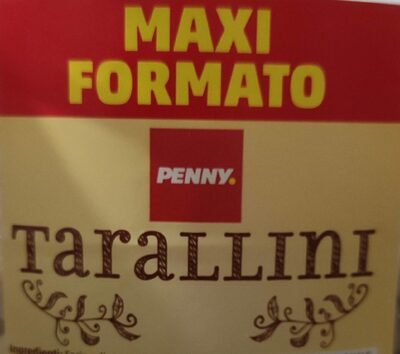 MAXI
FORMATO
PENNY.
TaraLLINI